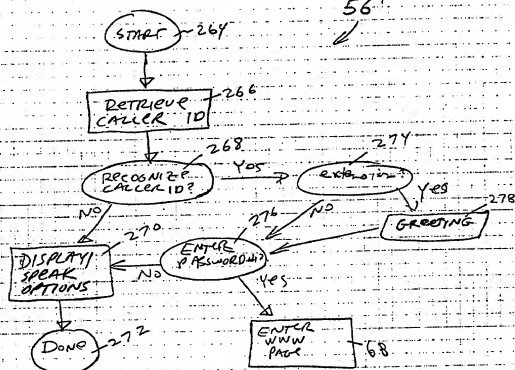 56
START 264
RETRIEVE 266
CALLER ID
268
RECOGNIZE
CALLER ID?
YES
274
NO
Yes
278
GREETING
NO
276
ENTER
PASSWORD
270
DISPLAY/
SPEAK
OPTIONS
NO
Yes
DONE 272
ENTER
WWW
PAGE 68